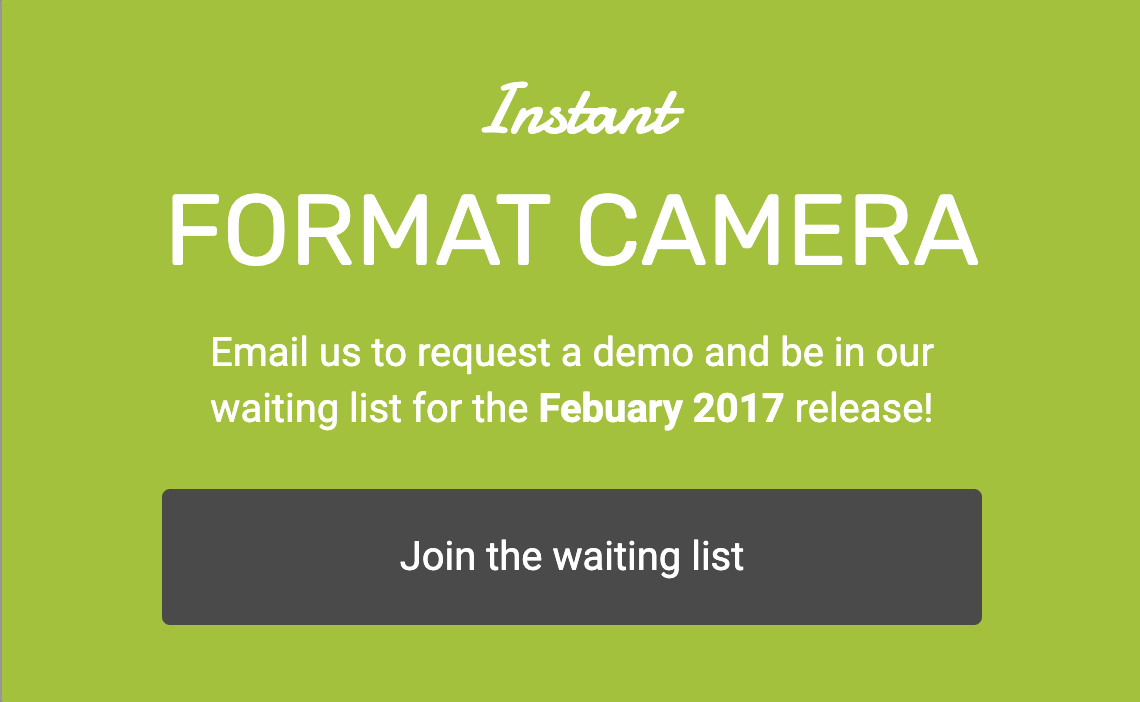 Instant
FORMAT CAMERA
Email us to request a demo and be in our
waiting list for the Febuary 2017 release!
Join the waiting list